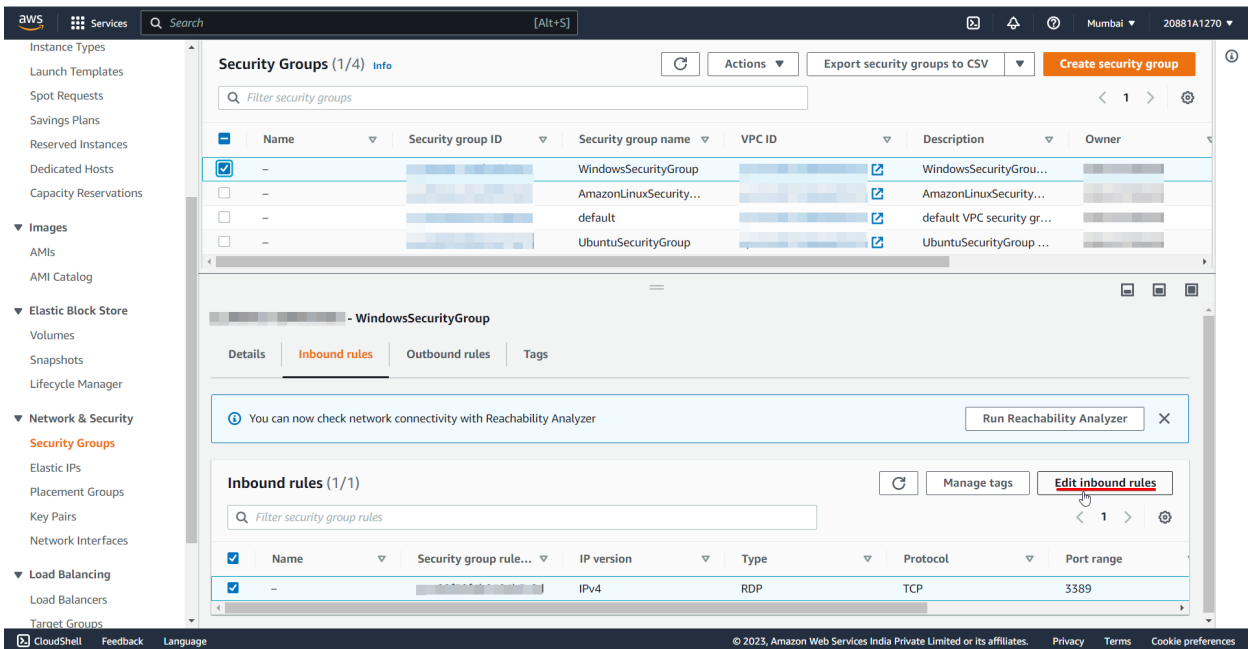 aws Services Search [Alt+S] Mumbai ▼ 20881A1270 ▼
Instance Types
Launch Templates
Spot Requests
Savings Plans
Reserved Instances
Dedicated Hosts
Capacity Reservations
▼ Images
AMIs
AMI Catalog
▼ Elastic Block Store
Volumes
Snapshots
Lifecycle Manager
▼ Network & Security
Security Groups
Elastic IPs
Placement Groups
Key Pairs
Network Interfaces
▼ Load Balancing
Load Balancers
Target Groups
Security Groups (1/4) Info Actions ▼ Export security groups to CSV ▼ Create security group
Filter security groups < 1 >
Name Security group ID Security group name VPC ID Description Owner
– WindowsSecurityGroup WindowsSecurityGrou...
– AmazonLinuxSecurity... AmazonLinuxSecurity...
– default default VPC security gr...
– UbuntuSecurityGroup UbuntuSecurityGroup ...
- WindowsSecurityGroup
Details Inbound rules Outbound rules Tags
You can now check network connectivity with Reachability Analyzer Run Reachability Analyzer
Inbound rules (1/1) Manage tags Edit inbound rules
Filter security group rules < 1 >
Name Security group rule... IP version Type Protocol Port range
– IPv4 RDP TCP 3389
CloudShell Feedback Language © 2023, Amazon Web Services India Private Limited or its affiliates. Privacy Terms Cookie preferences